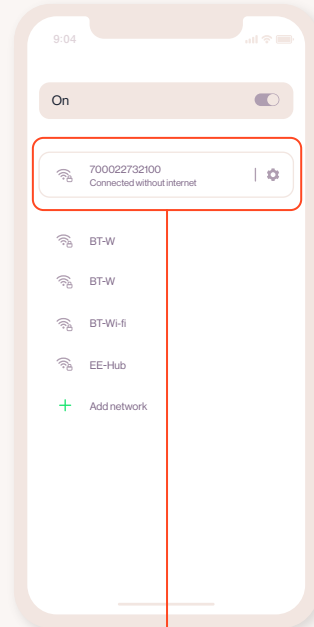 9:04
On
700022732100
Connected without internet
BT-W
BT-W
BT-Wi-fi
EE-Hub
Add network